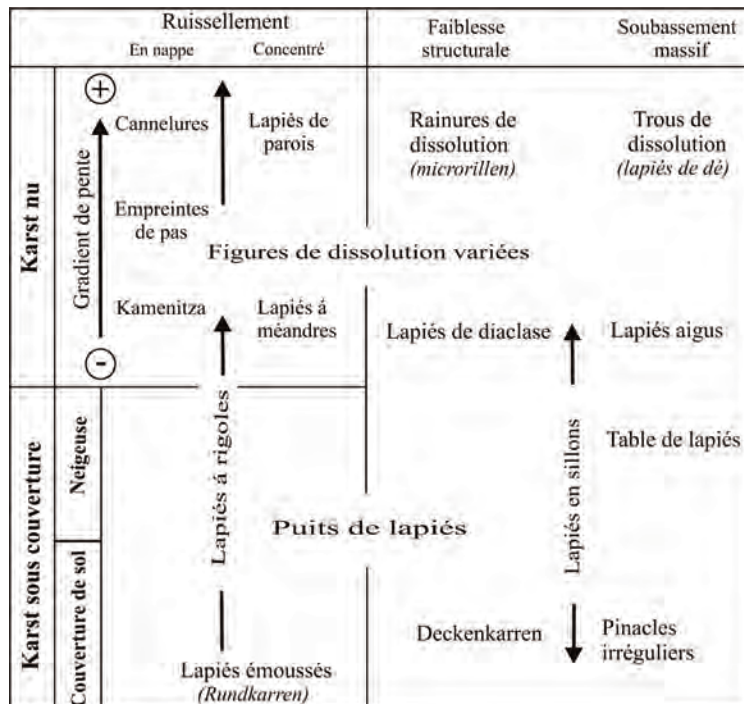 Ruissellement
En nappe
Concentré
Faiblesse
structurale
Soubassement
massif
Karst nu
Gradient de pente
+
-
Cannelures
Lapiés de
parois
Rainures de
dissolution
(microrillen)
Trous de
dissolution
(lapiés de dé)
Empreintes
de pas
Figures de dissolution variées
Kamenitza
Lapiés á
méandres
Lapiés de diaclase
Lapiés aigus
Karst sous couverture
Neigeuse
Couverture de sol
Lapiés á rigoles
Lapiés en sillons
Table de lapiés
Puits de lapiés
Deckenkarren
Pinacles
irréguliers
Lapiés émoussés
(Rundkarren)